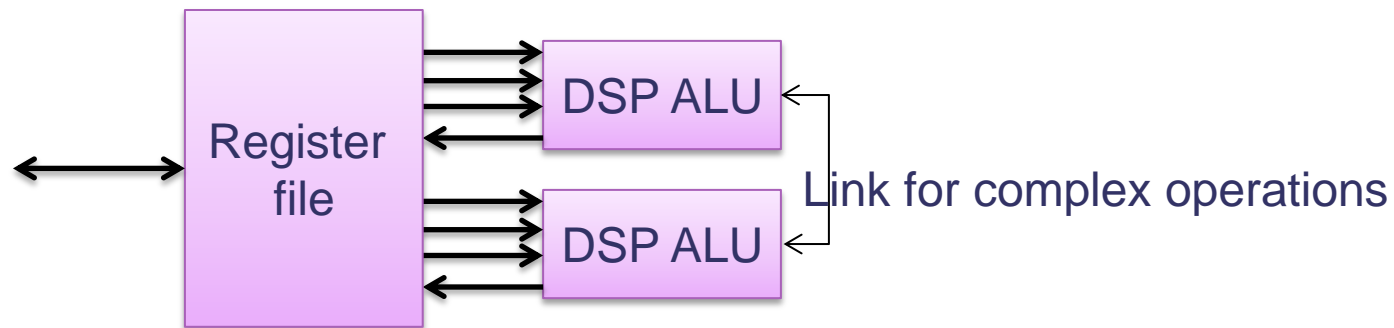 Register
file
DSP ALU
DSP ALU
Link for complex operations